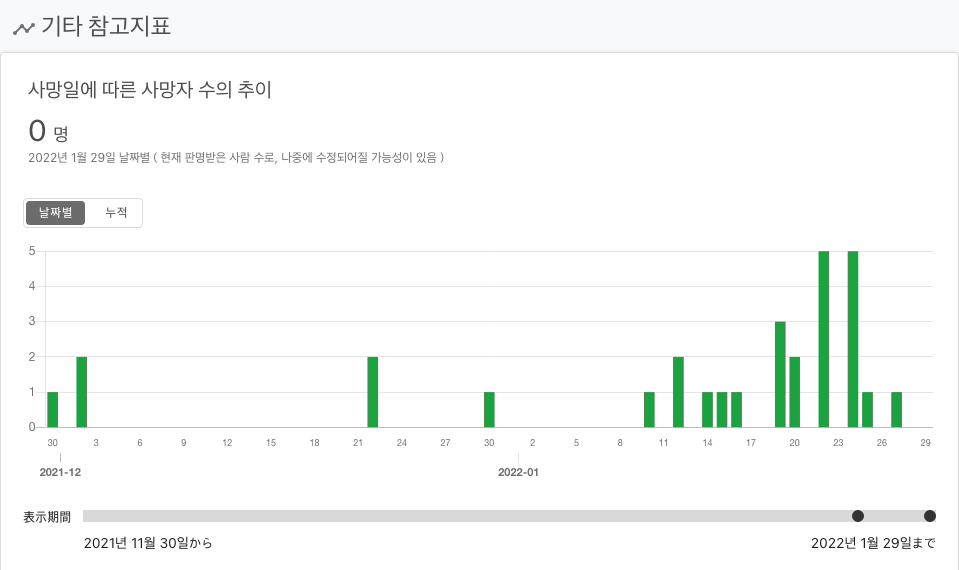 기타 참고지표
사망일에 따른 사망자 수의 추이
0 명
2022년 1월 29일 날짜별 ( 현재 판명받은 사람 수로, 나중에 수정되어질 가능성이 있음 )
날짜별 누적
5
4
3
2
1
0
30 3 6 9 12 15 18 21 24 27 30 2 5 8 11 14 17 20 23 26 29
2021-12 2022-01
表示期間
2021년 11월 30일から 2022년 1월 29일まで